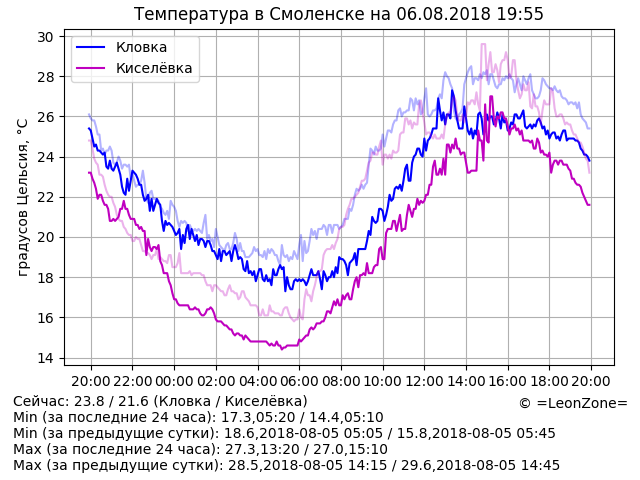 Температура в Смоленске на 06.08.2018 19:55
Кловка
Киселёвка
градусов Цельсия, °C
30
28
26
24
22
20
18
16
14
20:00 22:00 00:00 02:00 04:00 06:00 08:00 10:00 12:00 14:00 16:00 18:00 20:00
Сейчас: 23.8 / 21.6 (Кловка / Киселёвка)
© =LeonZone=
Min (за последние 24 часа): 17.3,05:20 / 14.4,05:10
Min (за предыдущие сутки): 18.6,2018-08-05 05:05 / 15.8,2018-08-05 05:45
Max (за последние 24 часа): 27.3,13:20 / 27.0,15:10
Max (за предыдущие сутки): 28.5,2018-08-05 14:15 / 29.6,2018-08-05 14:45